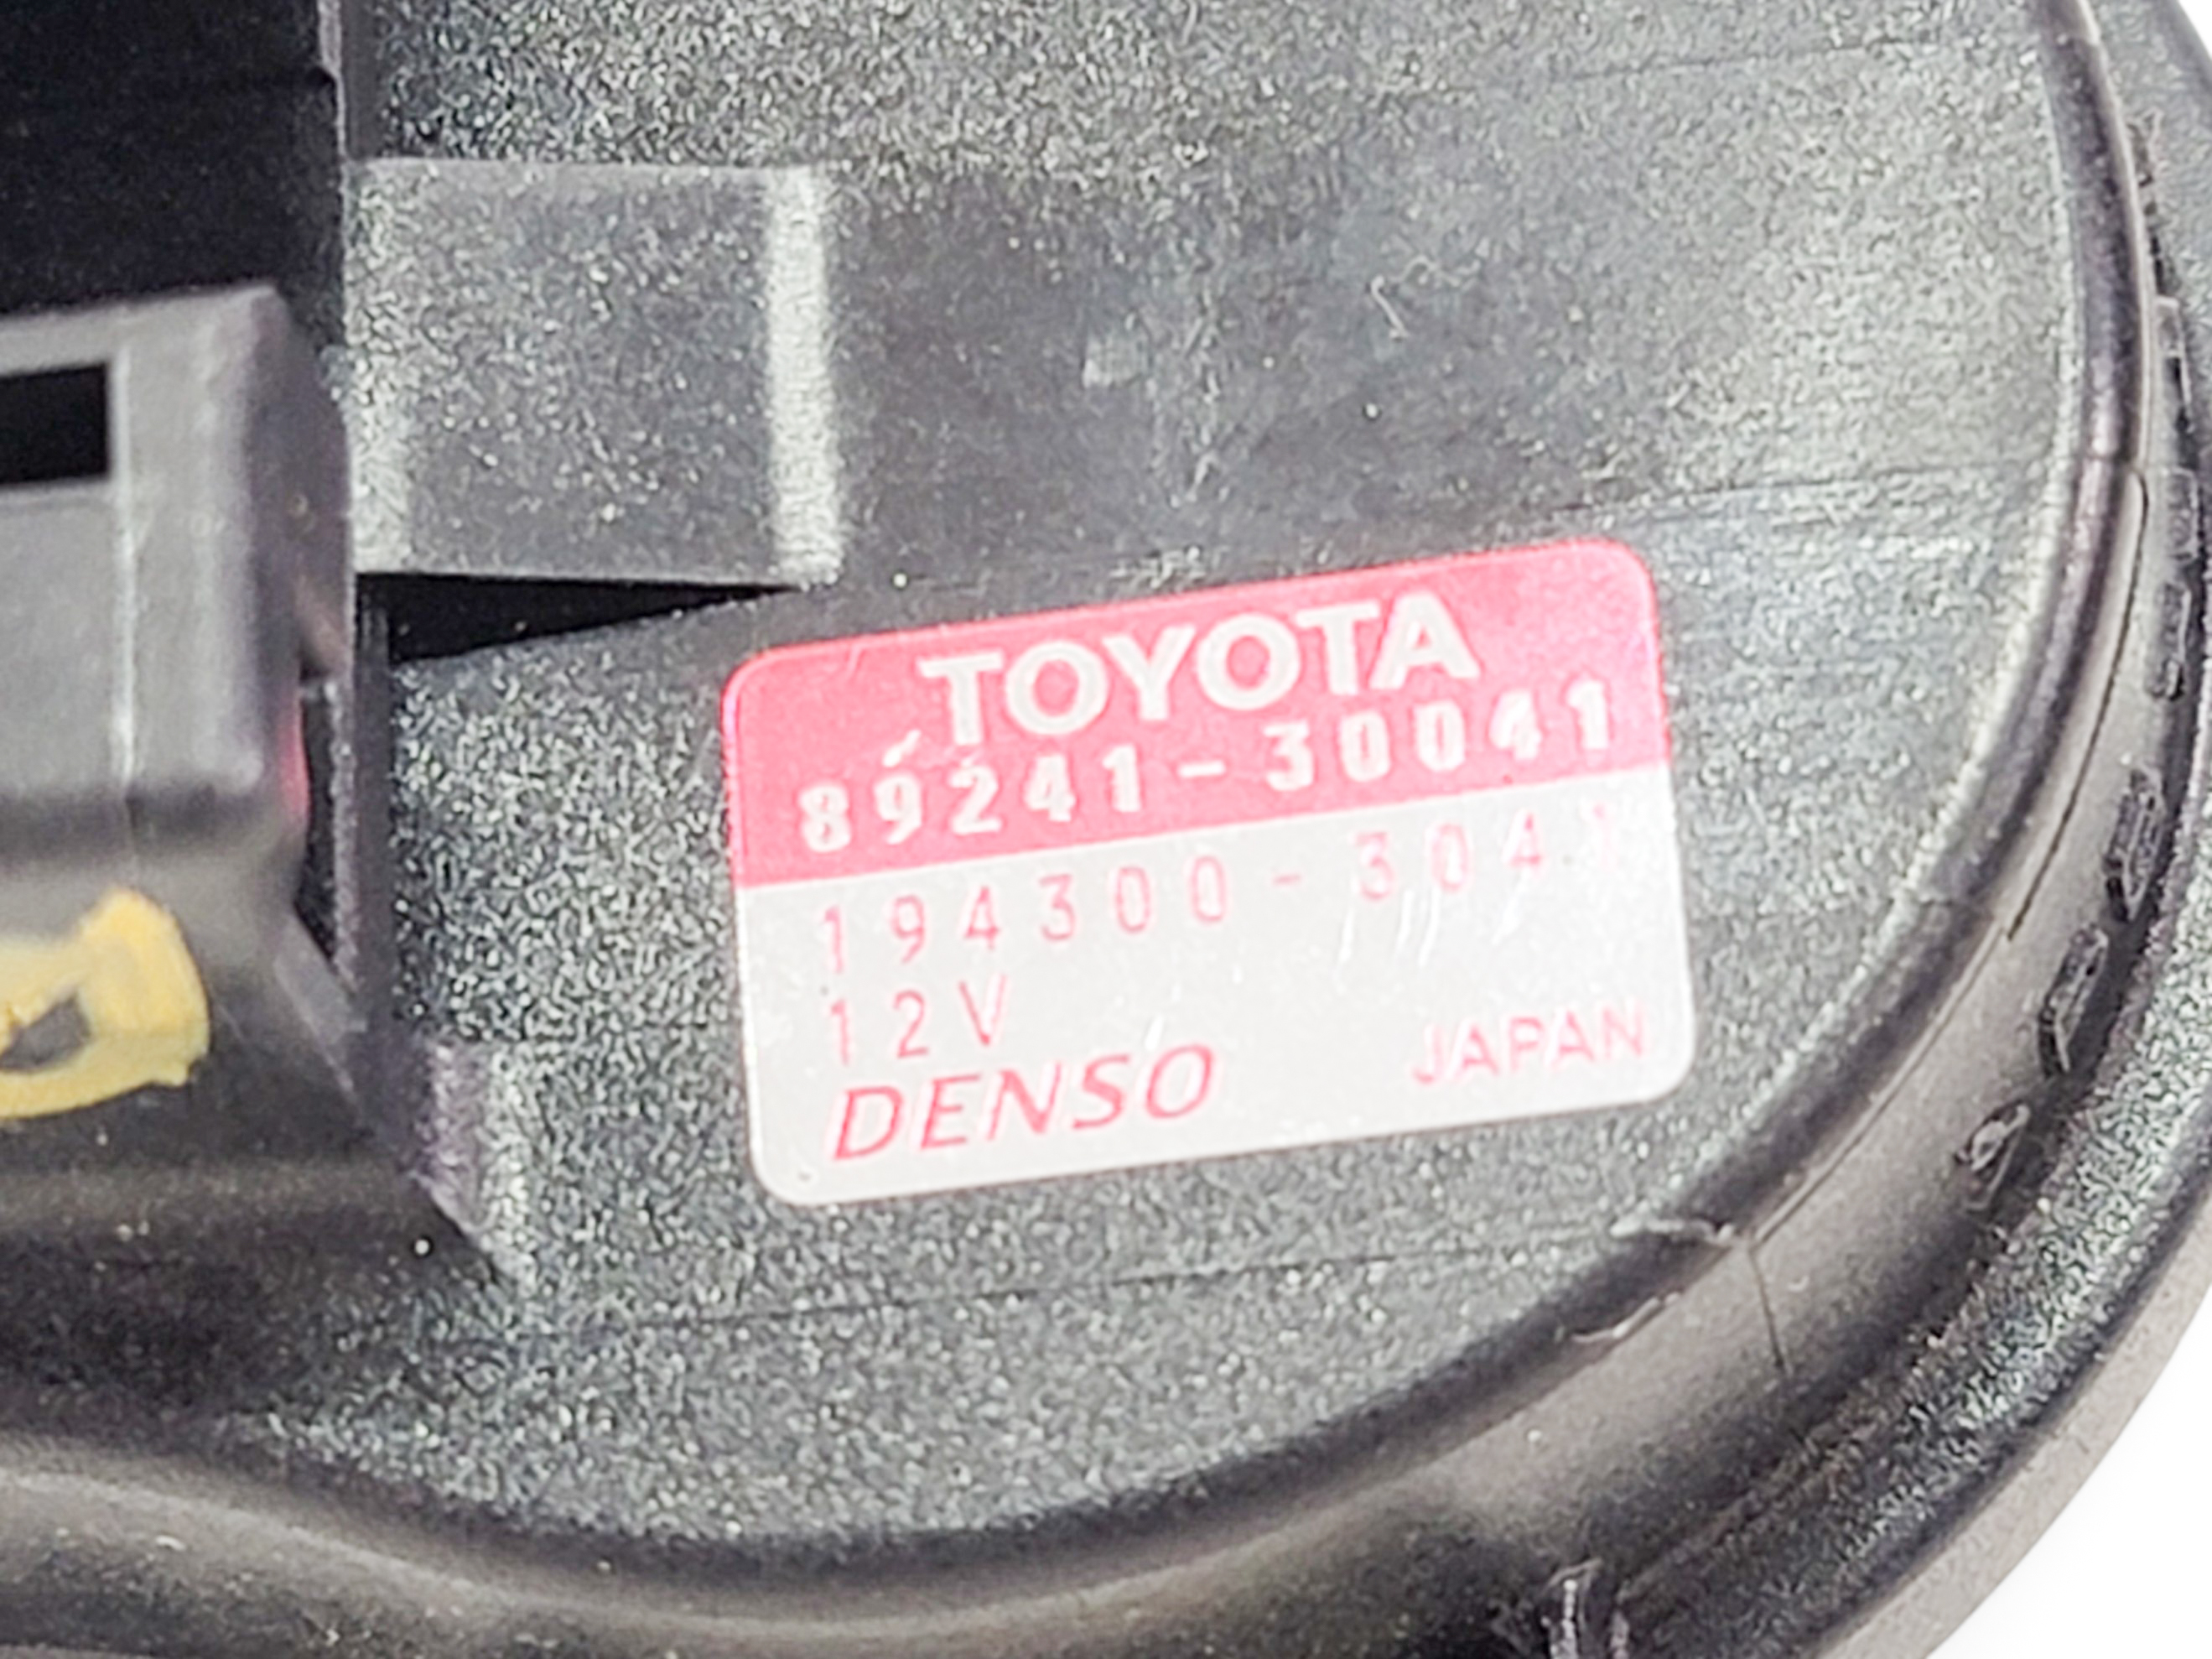 TOYOTA
89241-30041
194300-3041
12V
DENSO JAPAN